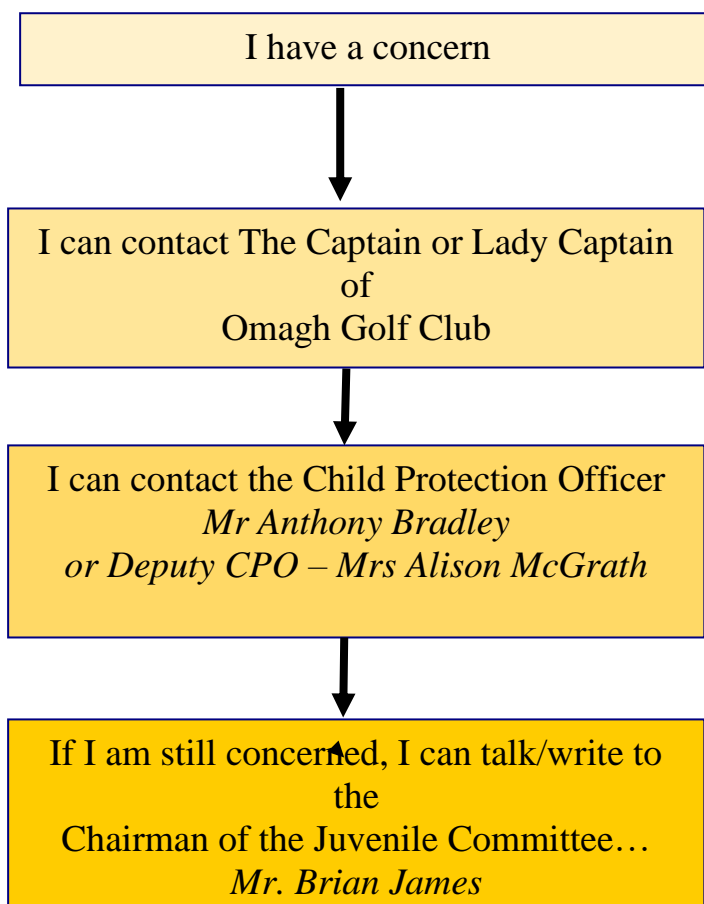 I have a concern
I can contact The Captain or Lady Captain
of
Omagh Golf Club
I can contact the Child Protection Officer
Mr Anthony Bradley
or Deputy CPO – Mrs Alison McGrath
If I am still concerned, I can talk/write to
the
Chairman of the Juvenile Committee…
Mr. Brian James